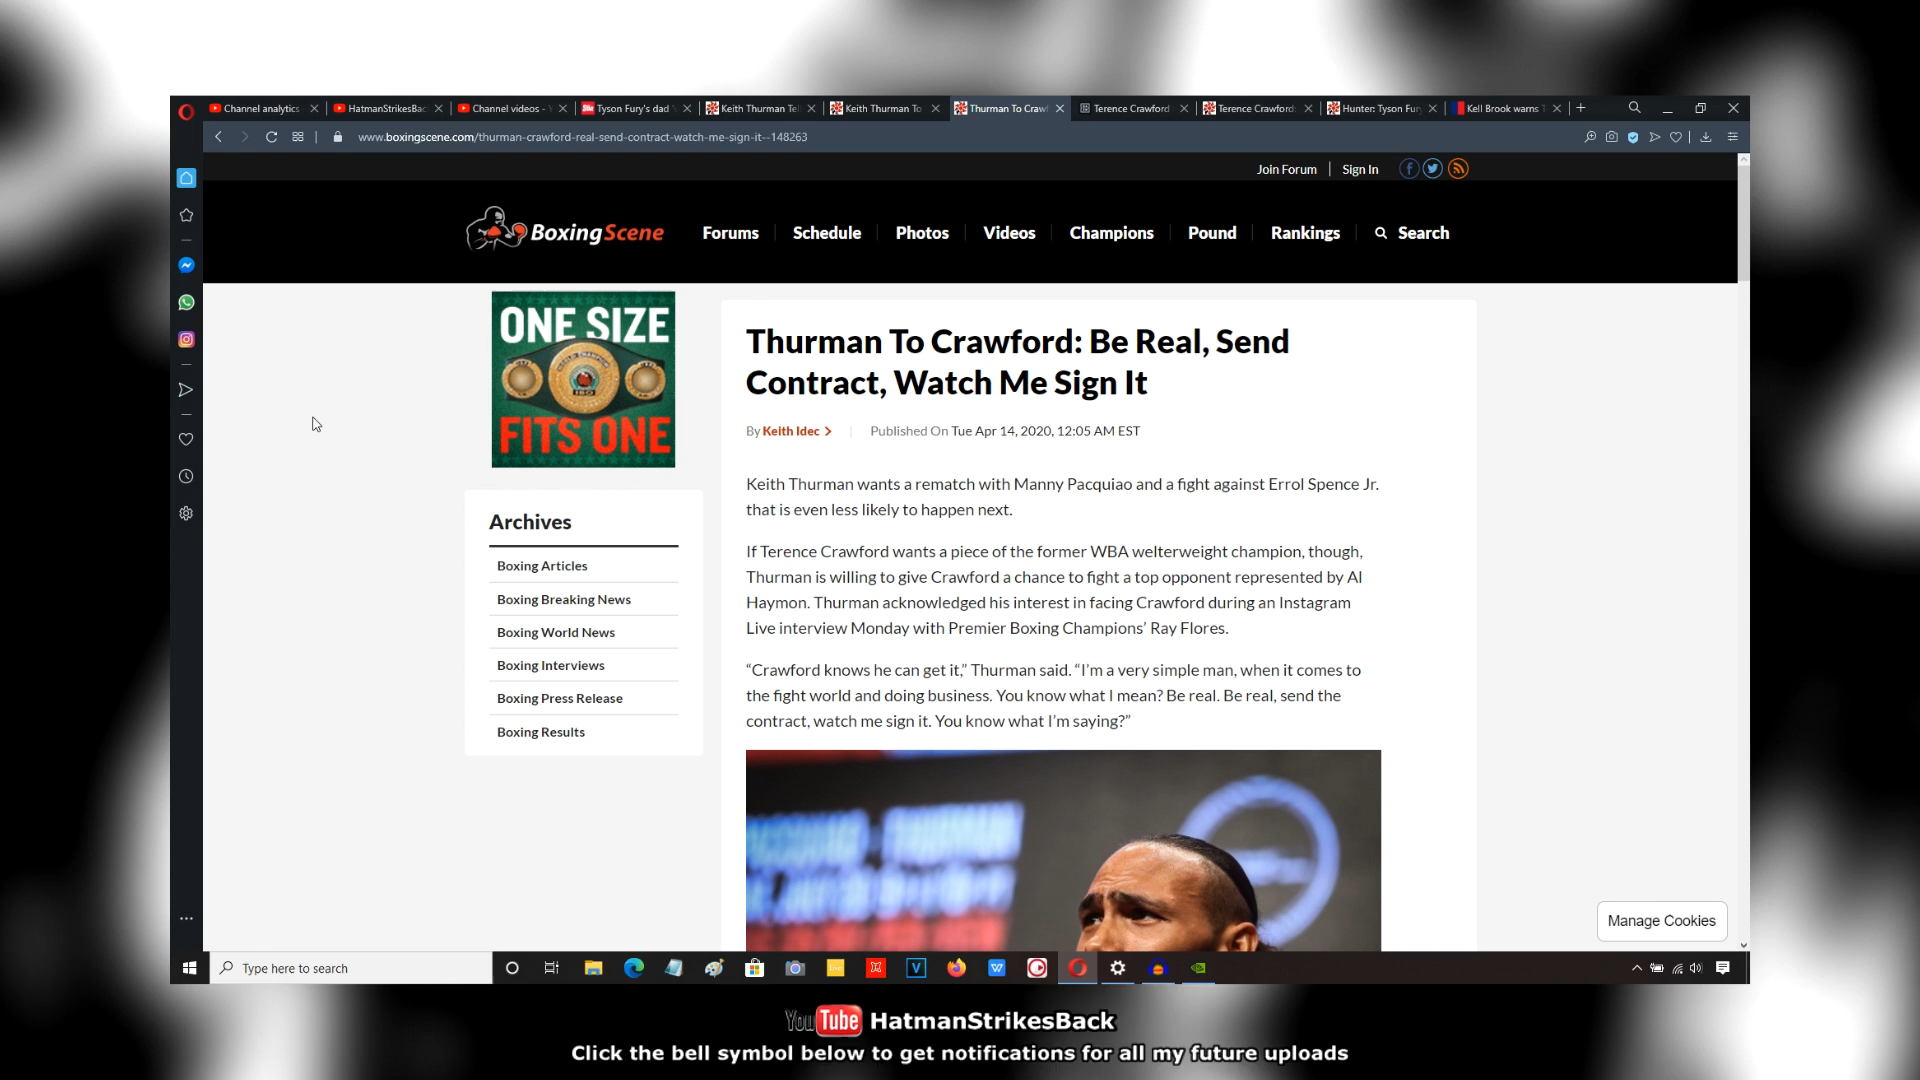 Channel analytics
HatmanStrikesBac
Channel videos - Y
Tyson Fury's dad
Keith Thurman Tel
Keith Thurman To
Thurman To Crawf
Terence Crawford
Terence Crawford:
Hunter: Tyson Fur
Kell Brook warns
www.boxingscene.com/thurman-crawford-real-send-contract-watch-me-sign-it--148263
Join Forum
Sign In
BoxingScene
Forums
Schedule
Photos
Videos
Champions
Pound
Rankings
Search
ONE SIZE
FITS ONE
Archives
Boxing Articles
Boxing Breaking News
Boxing World News
Boxing Interviews
Boxing Press Release
Boxing Results
Thurman To Crawford: Be Real, Send
Contract, Watch Me Sign It
By Keith Idec
Published On Tue Apr 14, 2020, 12:05 AM EST
Keith Thurman wants a rematch with Manny Pacquiao and a fight against Errol Spence Jr.
that is even less likely to happen next.
If Terence Crawford wants a piece of the former WBA welterweight champion, though,
Thurman is willing to give Crawford a chance to fight a top opponent represented by Al
Haymon. Thurman acknowledged his interest in facing Crawford during an Instagram
Live interview Monday with Premier Boxing Champions’ Ray Flores.
“Crawford knows he can get it,” Thurman said. “I’m a very simple man, when it comes to
the fight world and doing business. You know what I mean? Be real. Be real, send the
contract, watch me sign it. You know what I’m saying?”
Manage Cookies
Type here to search
YouTube HatmanStrikesBack
Click the bell symbol below to get notifications for all my future uploads